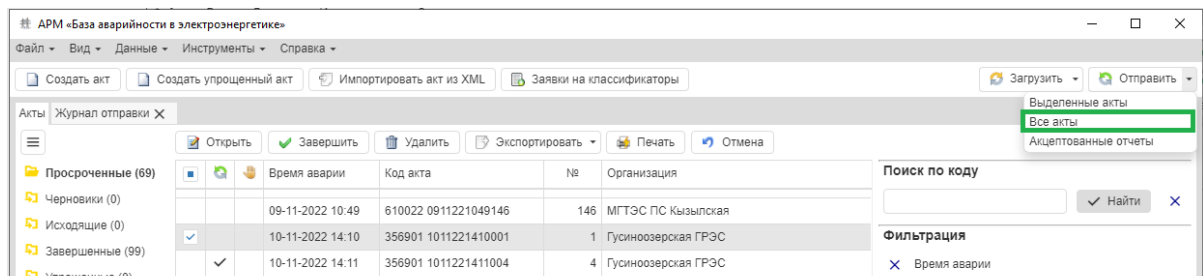 АРМ «База аварийности в электроэнергетике»
Файл Вид Данные Инструменты Справка
Создать акт Создать упрощенный акт Импортировать акт из XML Заявки на классификаторы Загрузить Отправить
Выделенные акты
Все акты
Акцептованные отчеты
Акты Журнал отправки
Открыть Завершить Удалить Экспортировать Печать Отмена
Просроченные (69)
Черновики (0)
Исходящие (0)
Завершенные (99)
Время аварии Код акта № Организация
09-11-2022 10:49 610022 0911221049146 146 МГТЭС ПС Кызылская
10-11-2022 14:10 356901 1011221410001 1 Гусиноозерская ГРЭС
10-11-2022 14:11 356901 1011221411004 4 Гусиноозерская ГРЭС
Поиск по коду
Найти
Фильтрация
Время аварии